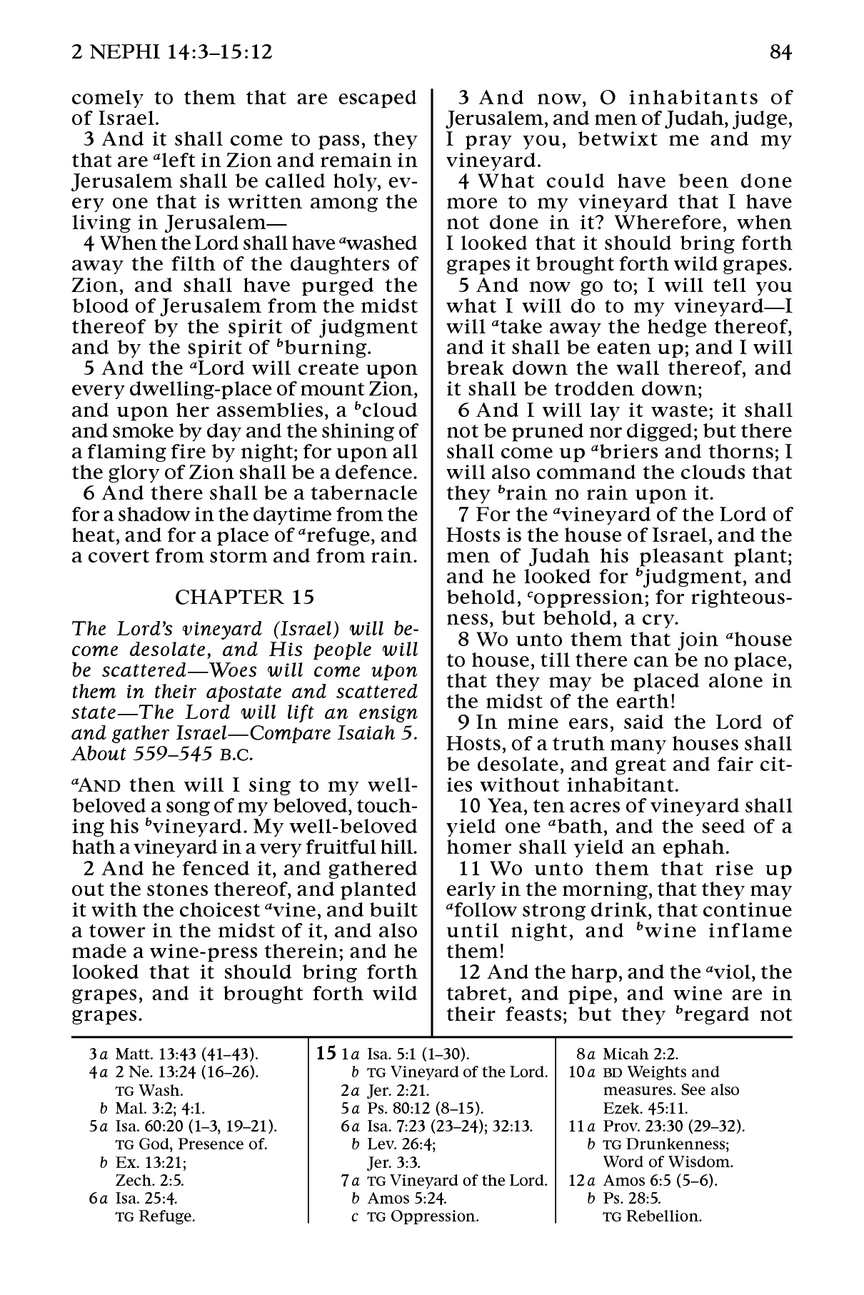 2 NEPHI 14:3–15:12
84
comely to them that are escaped
of Israel.
3 And it shall come to pass, they
that are aleft in Zion and remain in
Jerusalem shall be called holy, ev-
ery one that is written among the
living in Jerusalem—
4 When the Lord shall have awashed
away the filth of the daughters of
Zion, and shall have purged the
blood of Jerusalem from the midst
thereof by the spirit of judgment
and by the spirit of bburning.
5 And the aLord will create upon
every dwelling-place of mount Zion,
and upon her assemblies, a bcloud
and smoke by day and the shining of
a flaming fire by night; for upon all
the glory of Zion shall be a defence.
6 And there shall be a tabernacle
for a shadow in the daytime from the
heat, and for a place of arefuge, and
a covert from storm and from rain.
CHAPTER 15
The Lord’s vineyard (Israel) will be-
come desolate, and His people will
be scattered—Woes will come upon
them in their apostate and scattered
state—The Lord will lift an ensign
and gather Israel—Compare Isaiah 5.
About 559–545 B.C.
aAND then will I sing to my well-
beloved a song of my beloved, touch-
ing his bvineyard. My well-beloved
hath a vineyard in a very fruitful hill.
2 And he fenced it, and gathered
out the stones thereof, and planted
it with the choicest avine, and built
a tower in the midst of it, and also
made a wine-press therein; and he
looked that it should bring forth
grapes, and it brought forth wild
grapes.
3 And now, O inhabitants of
Jerusalem, and men of Judah, judge,
I pray you, betwixt me and my
vineyard.
4 What could have been done
more to my vineyard that I have
not done in it? Wherefore, when
I looked that it should bring forth
grapes it brought forth wild grapes.
5 And now go to; I will tell you
what I will do to my vineyard—I
will atake away the hedge thereof,
and it shall be eaten up; and I will
break down the wall thereof, and
it shall be trodden down;
6 And I will lay it waste; it shall
not be pruned nor digged; but there
shall come up abriers and thorns; I
will also command the clouds that
they brain no rain upon it.
7 For the avineyard of the Lord of
Hosts is the house of Israel, and the
men of Judah his pleasant plant;
and he looked for bjudgment, and
behold, coppression; for righteous-
ness, but behold, a cry.
8 Wo unto them that join ahouse
to house, till there can be no place,
that they may be placed alone in
the midst of the earth!
9 In mine ears, said the Lord of
Hosts, of a truth many houses shall
be desolate, and great and fair cit-
ies without inhabitant.
10 Yea, ten acres of vineyard shall
yield one abath, and the seed of a
homer shall yield an ephah.
11 Wo unto them that rise up
early in the morning, that they may
afollow strong drink, that continue
until night, and bwine inflame
them!
12 And the harp, and the aviol, the
tabret, and pipe, and wine are in
their feasts; but they bregard not
3a Matt. 13:43 (41–43).
4a 2 Ne. 13:24 (16–26).
TG Wash.
b Mal. 3:2; 4:1.
5a Isa. 60:20 (1–3, 19–21).
TG God, Presence of.
b Ex. 13:21;
Zech. 2:5.
6a Isa. 25:4.
TG Refuge.
15 1a Isa. 5:1 (1–30).
b TG Vineyard of the Lord.
2a Jer. 2:21.
5a Ps. 80:12 (8–15).
6a Isa. 7:23 (23–24); 32:13.
b Lev. 26:4;
Jer. 3:3.
7a TG Vineyard of the Lord.
b Amos 5:24.
c TG Oppression.
8a Micah 2:2.
10a BD Weights and
measures. See also
Ezek. 45:11.
11a Prov. 23:30 (29–32).
b TG Drunkenness;
Word of Wisdom.
12a Amos 6:5 (5–6).
b Ps. 28:5.
TG Rebellion.